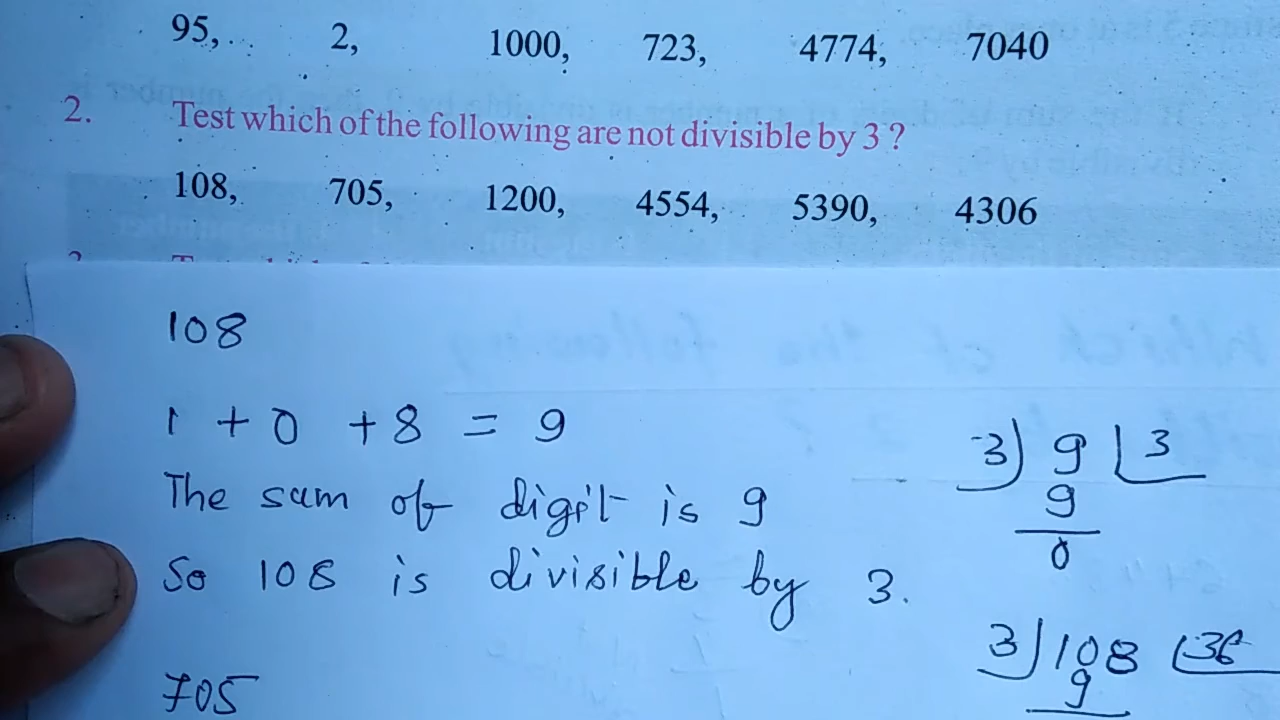 95, 2, 1000, 723, 4774, 7040
2. Test which of the following are not divisible by 3 ?
108, 705, 1200, 4554, 5390, 4306
108
1 + 0 + 8 = 9
3) 9 ( 3
9
0
The sum of digit is 9
So 108 is divisible by 3.
3) 108 ( 36
9
705